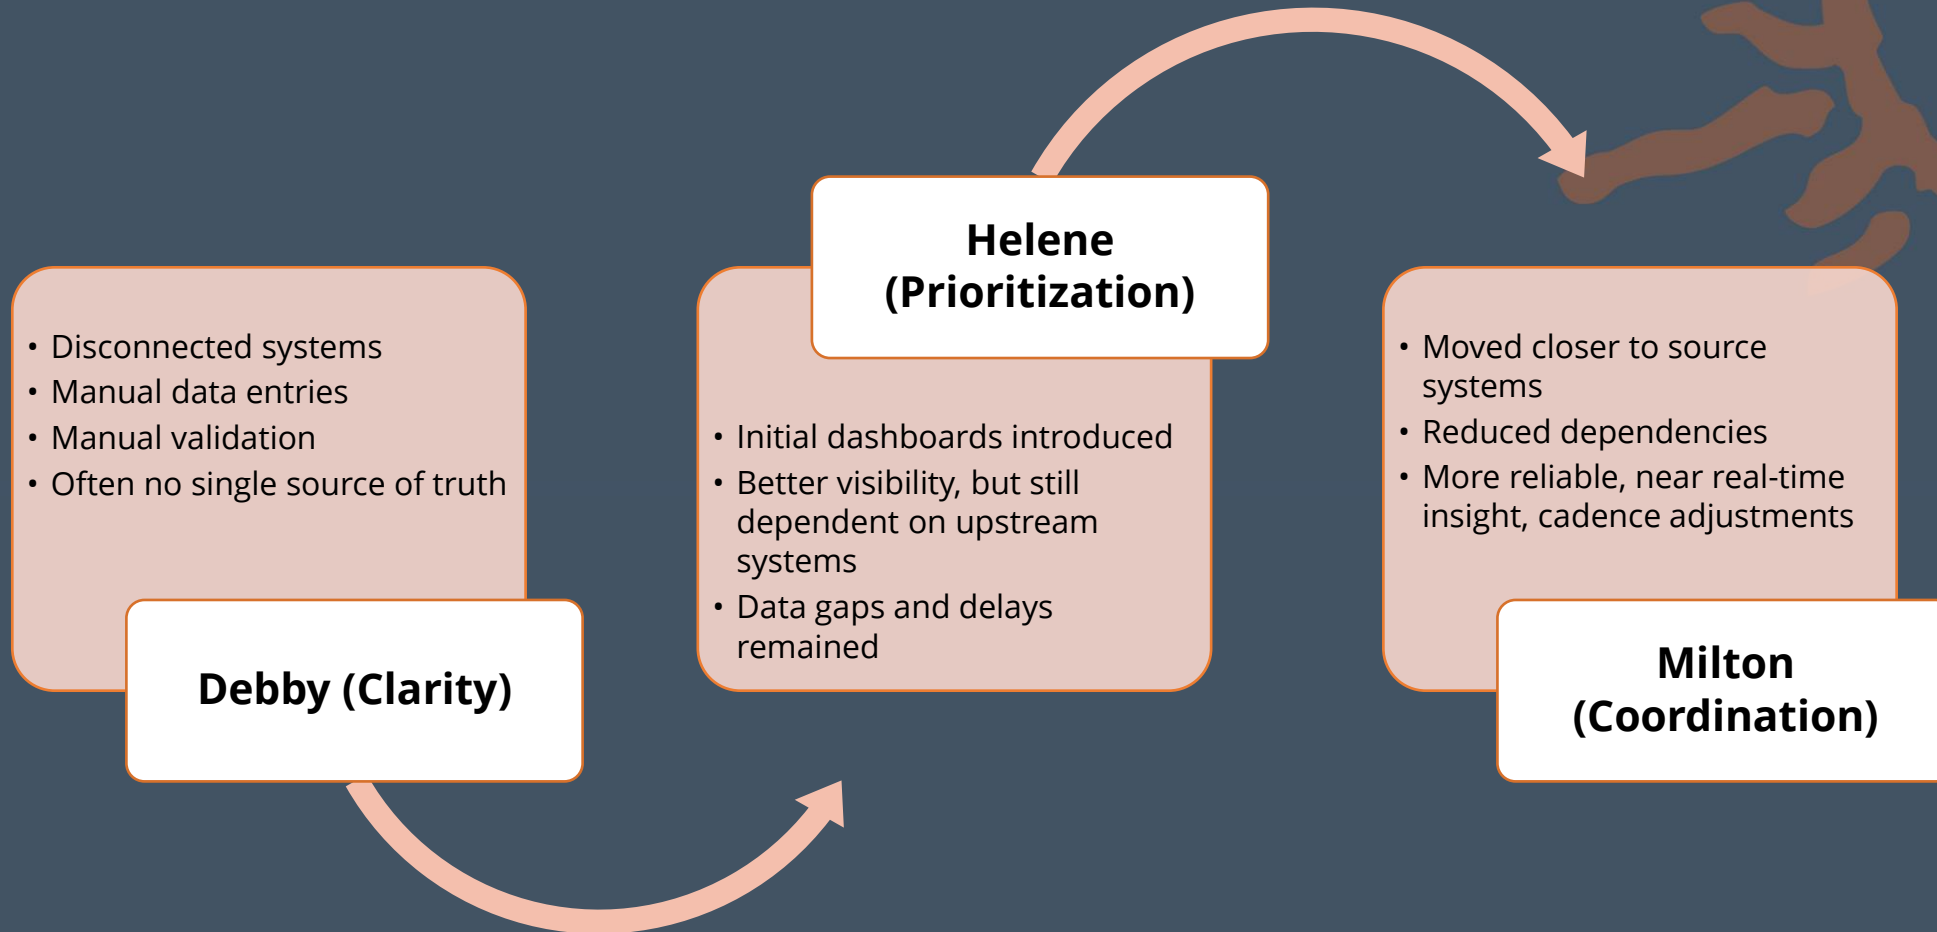 • Disconnected systems
• Manual data entries
• Manual validation
• Often no single source of truth
Debby (Clarity)
Helene
(Prioritization)
• Initial dashboards introduced
• Better visibility, but still
dependent on upstream
systems
• Data gaps and delays
remained
• Moved closer to source
systems
• Reduced dependencies
• More reliable, near real-time
insight, cadence adjustments
Milton
(Coordination)